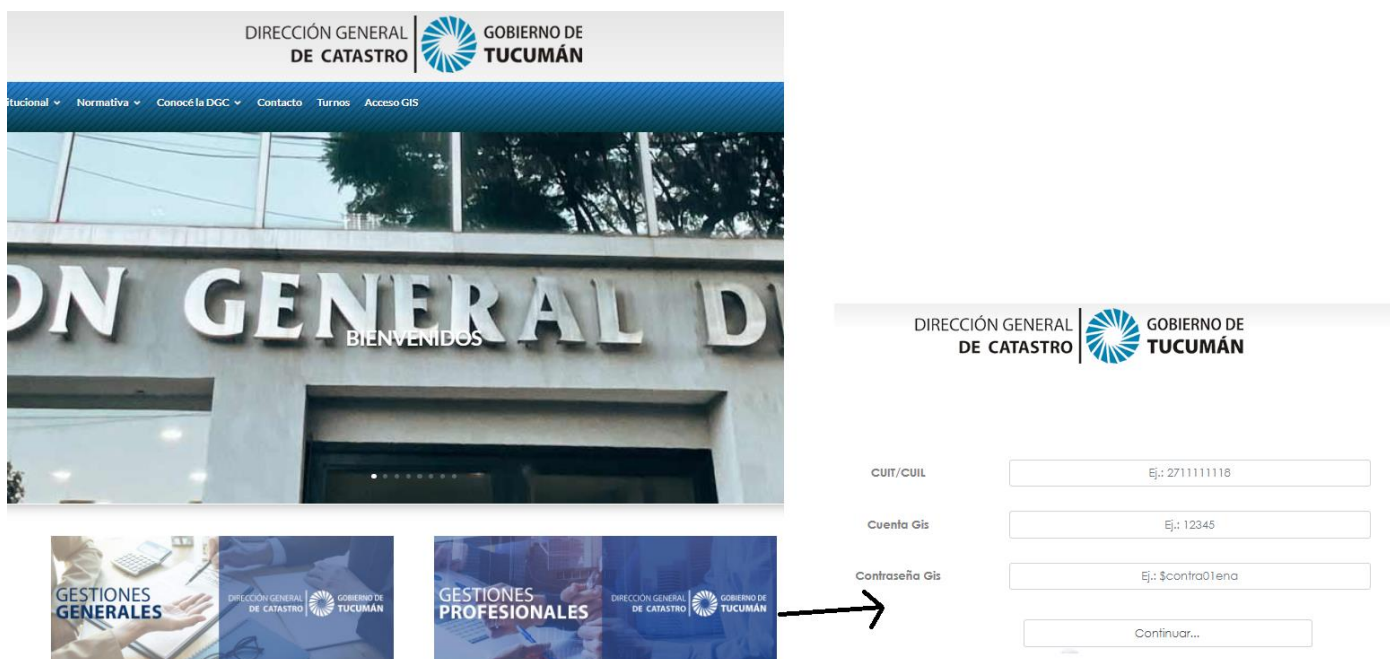 DIRECCIÓN GENERAL
DE CATASTRO
GOBIERNO DE
TUCUMÁN
itucional
Normativa
Conocé la DGC
Contacto
Turnos
Acceso GIS
ON GENERAL D
BIENVENIDOS
GESTIONES
GENERALES
DIRECCIÓN GENERAL
DE CATASTRO
GOBIERNO DE
TUCUMÁN
GESTIONES
PROFESIONALES
DIRECCIÓN GENERAL
DE CATASTRO
GOBIERNO DE
TUCUMÁN
DIRECCIÓN GENERAL
DE CATASTRO
GOBIERNO DE
TUCUMÁN
CUIT/CUIL
Ej.: 2711111118
Cuenta Gis
Ej.: 12345
Contraseña Gis
Ej.: $contra01ena
Continuar...